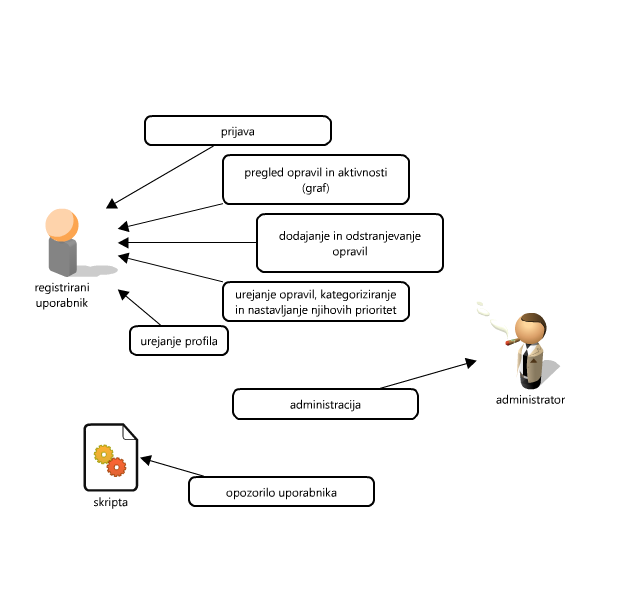 prijava
pregled opravil in aktivnosti
(graf)
dodajanje in odstranjevanje
opravil
registrirani
uporabnik
urejanje opravil, kategoriziranje
in nastavljanje njihovih prioritet
urejanje profila
administrator
administracija
skripta
opozorilo uporabnika